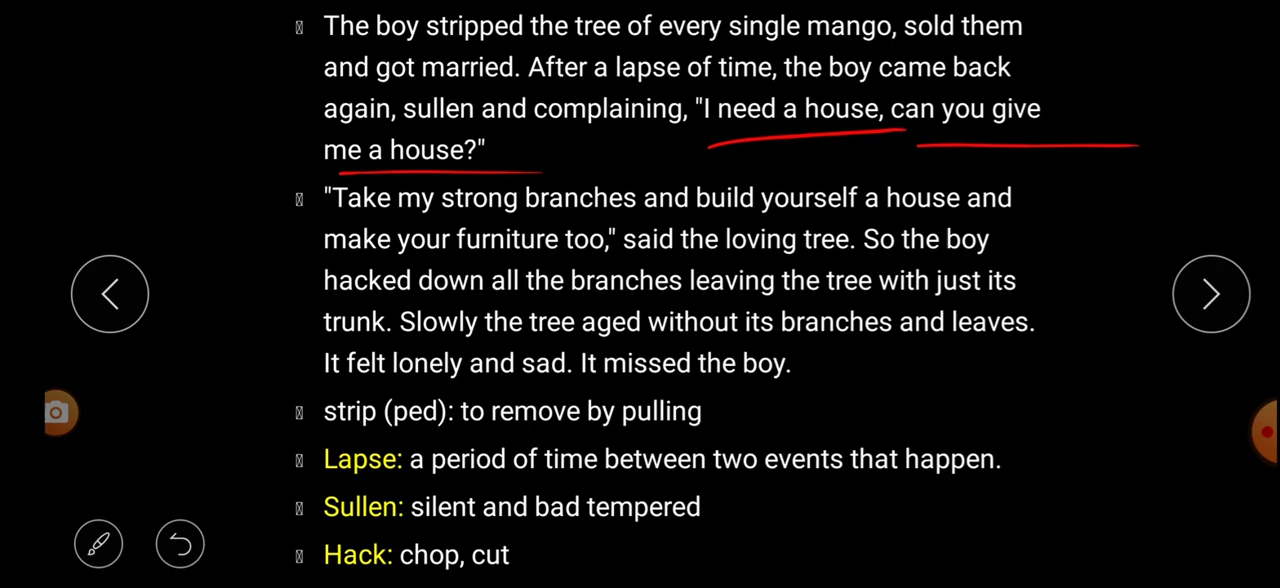 The boy stripped the tree of every single mango, sold them
and got married. After a lapse of time, the boy came back
again, sullen and complaining, "I need a house, can you give
me a house?"
"Take my strong branches and build yourself a house and
make your furniture too," said the loving tree. So the boy
hacked down all the branches leaving the tree with just its
trunk. Slowly the tree aged without its branches and leaves.
It felt lonely and sad. It missed the boy.
strip (ped): to remove by pulling
Lapse: a period of time between two events that happen.
Sullen: silent and bad tempered
Hack: chop, cut